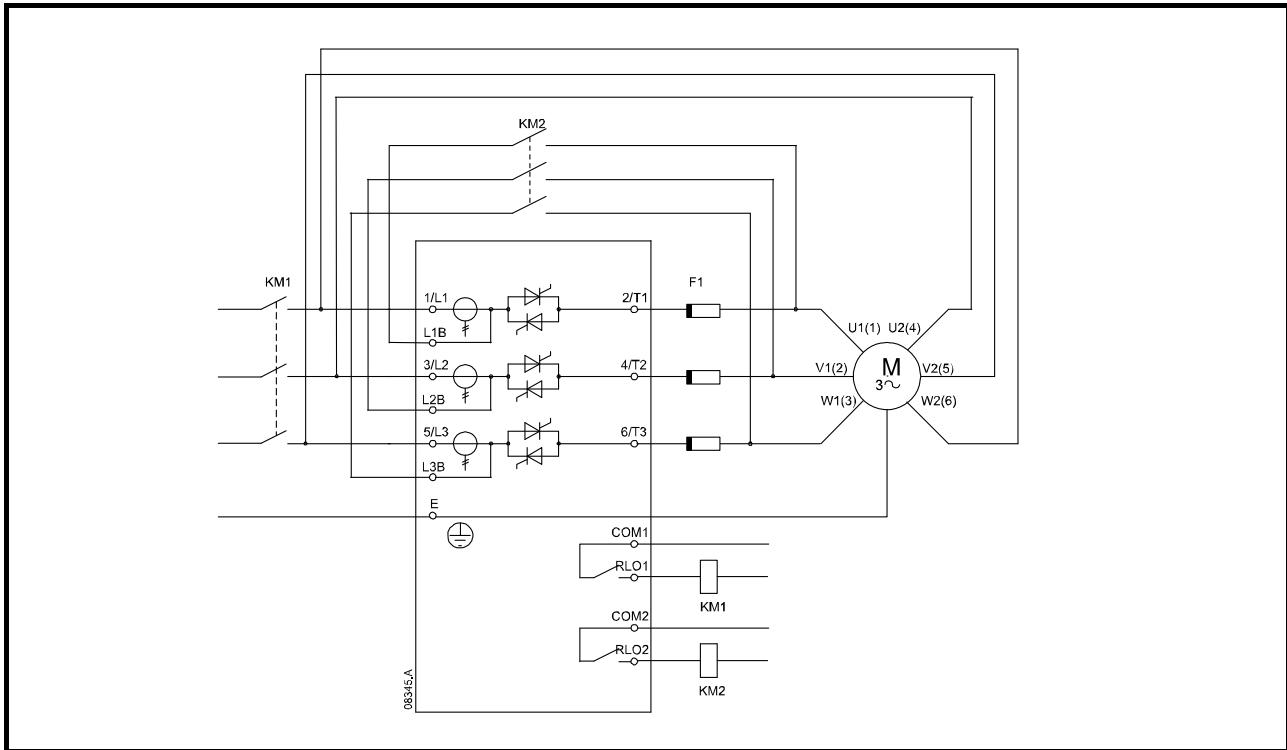 KM2
KM1
1/L1
2/T1
F1
L1B
U1(1) U2(4)
3/L2
4/T2
V1(2)
M
3~
V2(5)
L2B
W1(3)
W2(6)
5/L3
6/T3
L3B
E
COM1
RLO1
KM1
COM2
RLO2
KM2
08345.A